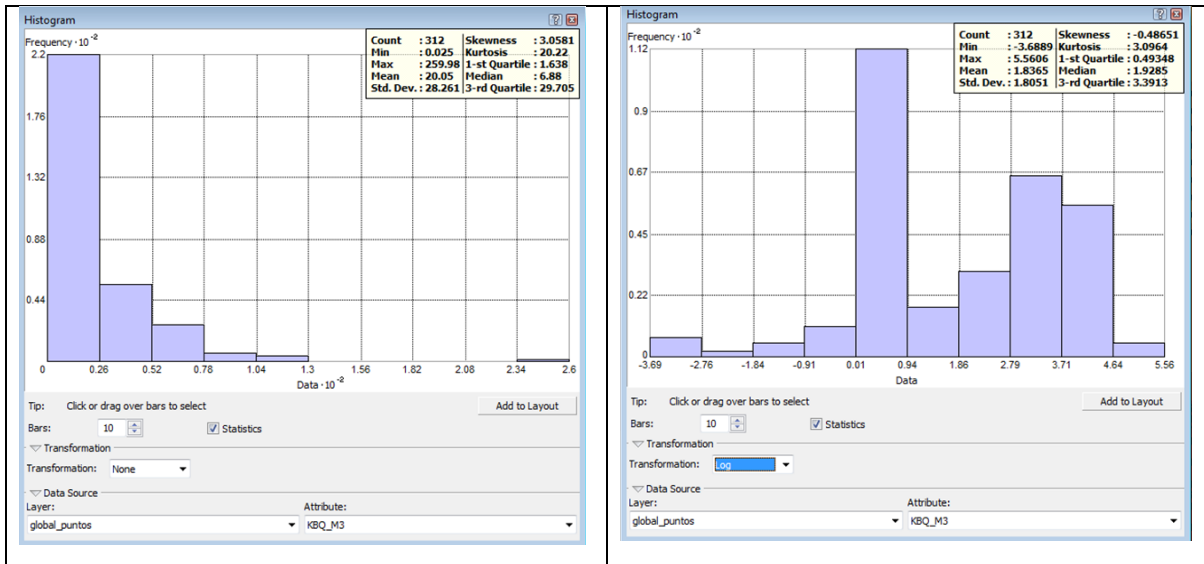 Histogram
Frequency · 10⁻²
Count : 312 | Skewness : 3.0581
Min : 0.025 | Kurtosis : 20.22
Max : 259.98 | 1-st Quartile : 1.638
Mean : 20.05 | Median : 6.88
Std. Dev. : 28.261 | 3-rd Quartile : 29.705
2.2
1.76
1.32
0.88
0.44
0 0.26 0.52 0.78 1.04 1.3 1.56 1.82 2.08 2.34 2.6
Data · 10⁻²
Tip: Click or drag over bars to select Add to Layout
Bars: 10 Statistics
Transformation
Transformation: None
Data Source
Layer: Attribute:
global_puntos KBQ_M3
Histogram
Frequency · 10⁻²
Count : 312 | Skewness : -0.48651
Min : -3.6889 | Kurtosis : 3.0964
Max : 5.5606 | 1-st Quartile : 0.49348
Mean : 1.8365 | Median : 1.9285
Std. Dev. : 1.8051 | 3-rd Quartile : 3.3913
1.12
0.9
0.67
0.45
0.22
0
-3.69 -2.76 -1.84 -0.91 0.01 0.94 1.86 2.79 3.71 4.64 5.56
Data
Tip: Click or drag over bars to select Add to Layout
Bars: 10 Statistics
Transformation
Transformation: Log
Data Source
Layer: Attribute:
global_puntos KBQ_M3